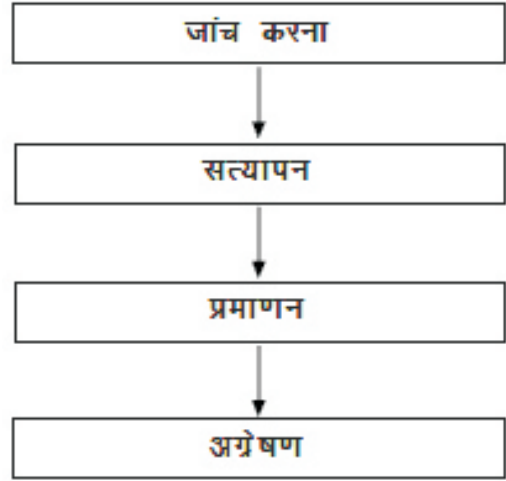 जांच करना
सत्यापन
प्रमाणन
अग्रेषण